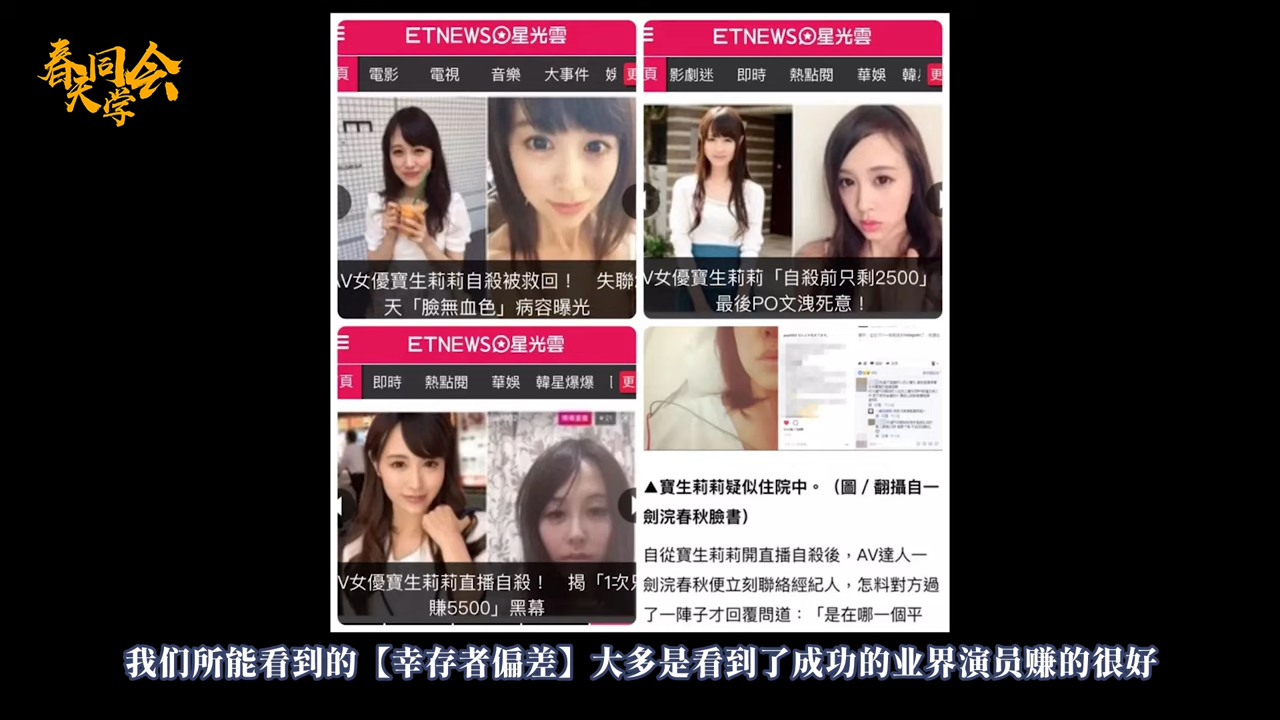 春天同学会
ETNEWS星光雲
頁 電影 電視 音樂 大事件 娛 更
AV女優寶生莉莉自殺被救回！ 失聯
天「臉無血色」病容曝光
ETNEWS星光雲
頁 影劇迷 即時 熱點閱 華娛 韓 更
V女優寶生莉莉「自殺前只剩2500」
最後PO文洩死意！
ETNEWS星光雲
頁 即時 熱點閱 華娛 韓星爆爆 更
V女優寶生莉莉直播自殺！ 揭「1次只
賺5500」黑幕
▲寶生莉莉疑似住院中。（圖／翻攝自一
劍浣春秋臉書）
自從寶生莉莉開直播自殺後，AV達人一
劍浣春秋便立刻聯絡經紀人，怎料對方過
了一陣子才回覆問道：「是在哪一個平
我们所能看到的【幸存者偏差】大多是看到了成功的业界演员赚的很好